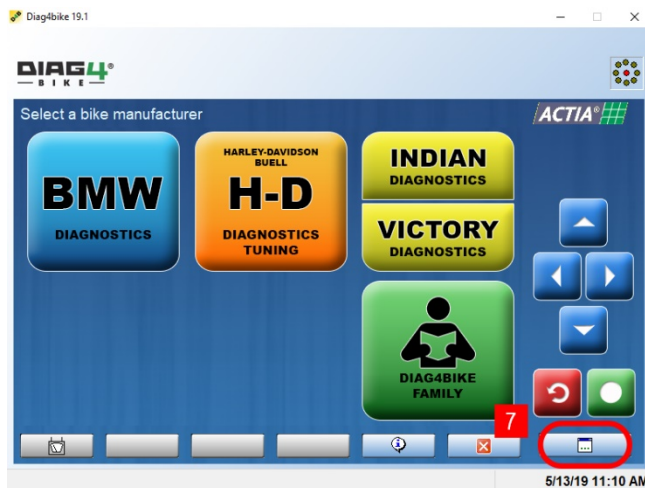 Diag4bike 19.1
DIAG4®
BIKE
Select a bike manufacturer
ACTIA®
BMW
DIAGNOSTICS
HARLEY-DAVIDSON
BUELL
H-D
DIAGNOSTICS
TUNING
INDIAN
DIAGNOSTICS
VICTORY
DIAGNOSTICS
DIAG4BIKE
FAMILY
7
5/13/19 11:10 AM